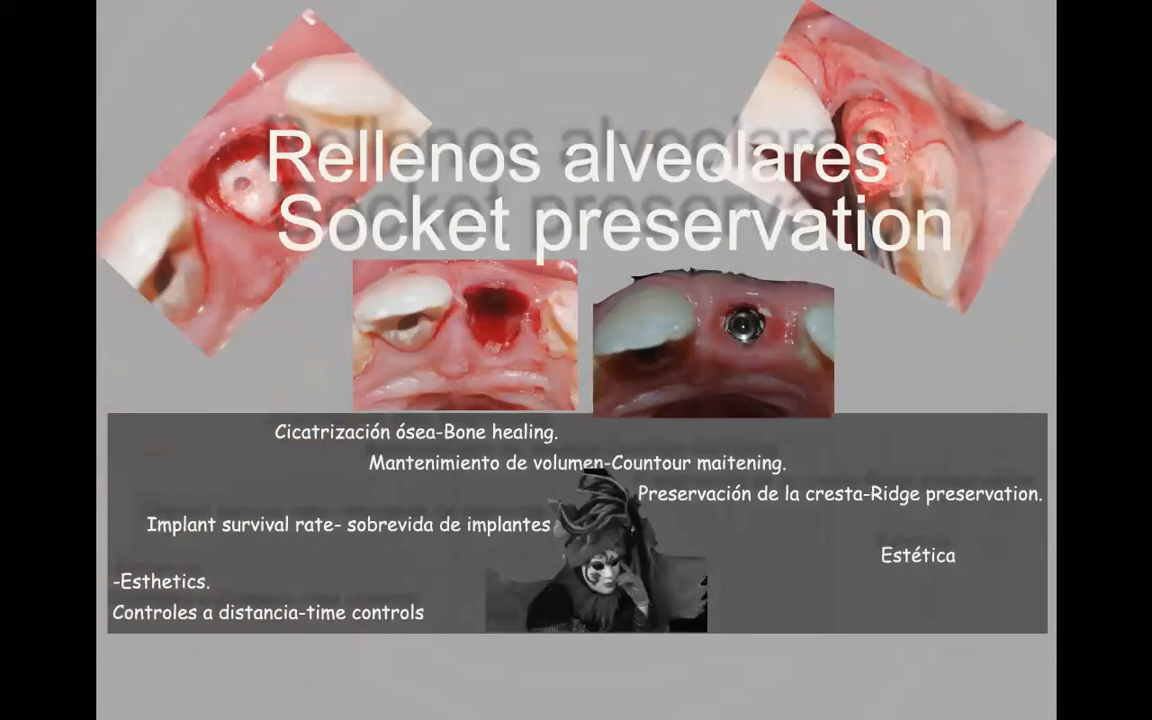 Rellenos alveolares
Socket preservation
Cicatrización ósea-Bone healing.
Mantenimiento de volumen-Countour maitening.
Preservación de la cresta-Ridge preservation.
Implant survival rate- sobrevida de implantes
Estética
-Esthetics.
Controles a distancia-time controls